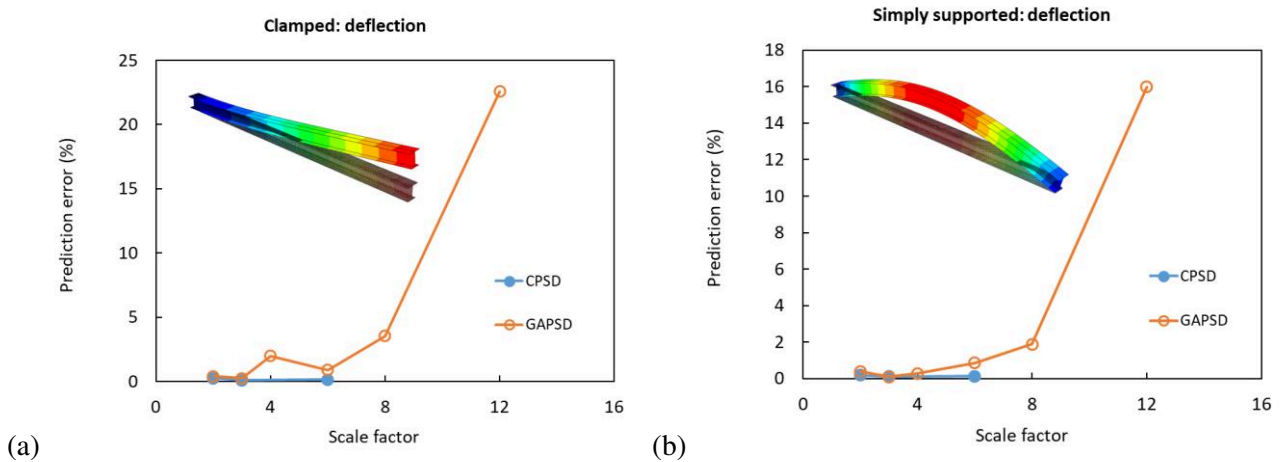 Clamped: deflection
25
20
15
10
5
0
Prediction error (%)
CPSD
GAPSD
0 4 8 12 16
Scale factor
(a)
Simply supported: deflection
18
16
14
12
10
8
6
4
2
0
Prediction error (%)
CPSD
GAPSD
0 4 8 12 16
Scale factor
(b)